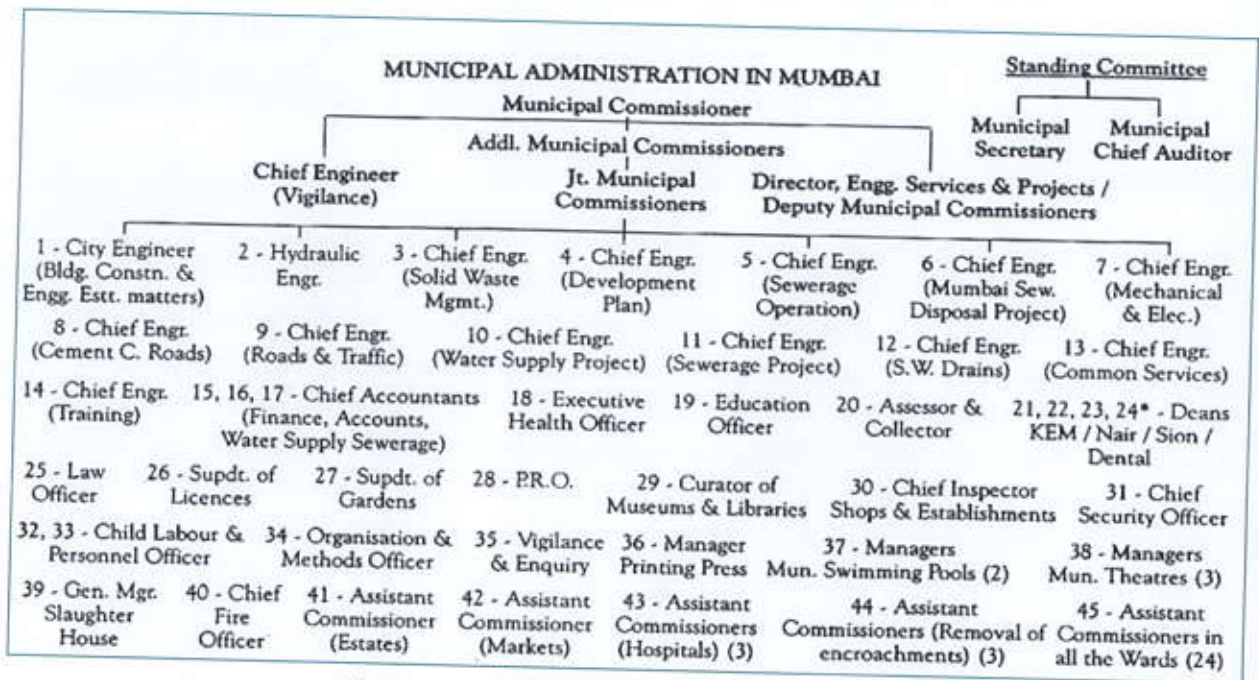 MUNICIPAL ADMINISTRATION IN MUMBAI
Municipal Commissioner
Addl. Municipal Commissioners
Chief Engineer
(Vigilance)
Jt. Municipal
Commissioners
Director, Engg. Services & Projects /
Deputy Municipal Commissioners
Standing Committee
Municipal
Secretary
Municipal
Chief Auditor
1 - City Engineer
(Bldg. Constn. &
Engg. Estt. matters)
2 - Hydraulic
Engr.
3 - Chief Engr.
(Solid Waste
Mgmt.)
4 - Chief Engr.
(Development
Plan)
5 - Chief Engr.
(Sewerage
Operation)
6 - Chief Engr.
(Mumbai Sew.
Disposal Project)
7 - Chief Engr.
(Mechanical
& Elec.)
8 - Chief Engr.
(Cement C. Roads)
9 - Chief Engr.
(Roads & Traffic)
10 - Chief Engr.
(Water Supply Project)
11 - Chief Engr.
(Sewerage Project)
12 - Chief Engr.
(S.W. Drains)
13 - Chief Engr.
(Common Services)
14 - Chief Engr.
(Training)
15, 16, 17 - Chief Accountants
(Finance, Accounts,
Water Supply Sewerage)
18 - Executive
Health Officer
19 - Education
Officer
20 - Assessor &
Collector
21, 22, 23, 24* - Deans
KEM / Nair / Sion /
Dental
25 - Law
Officer
26 - Supdt. of
Licences
27 - Supdt. of
Gardens
28 - P.R.O.
29 - Curator of
Museums & Libraries
30 - Chief Inspector
Shops & Establishments
31 - Chief
Security Officer
32, 33 - Child Labour &
Personnel Officer
34 - Organisation &
Methods Officer
35 - Vigilance
& Enquiry
36 - Manager
Printing Press
37 - Managers
Mun. Swimming Pools (2)
38 - Managers
Mun. Theatres (3)
39 - Gen. Mgr.
Slaughter
House
40 - Chief
Fire
Officer
41 - Assistant
Commissioner
(Estates)
42 - Assistant
Commissioner
(Markets)
43 - Assistant
Commissioners
(Hospitals) (3)
44 - Assistant
Commissioners (Removal of
encroachments) (3)
45 - Assistant
Commissioners in
all the Wards (24)